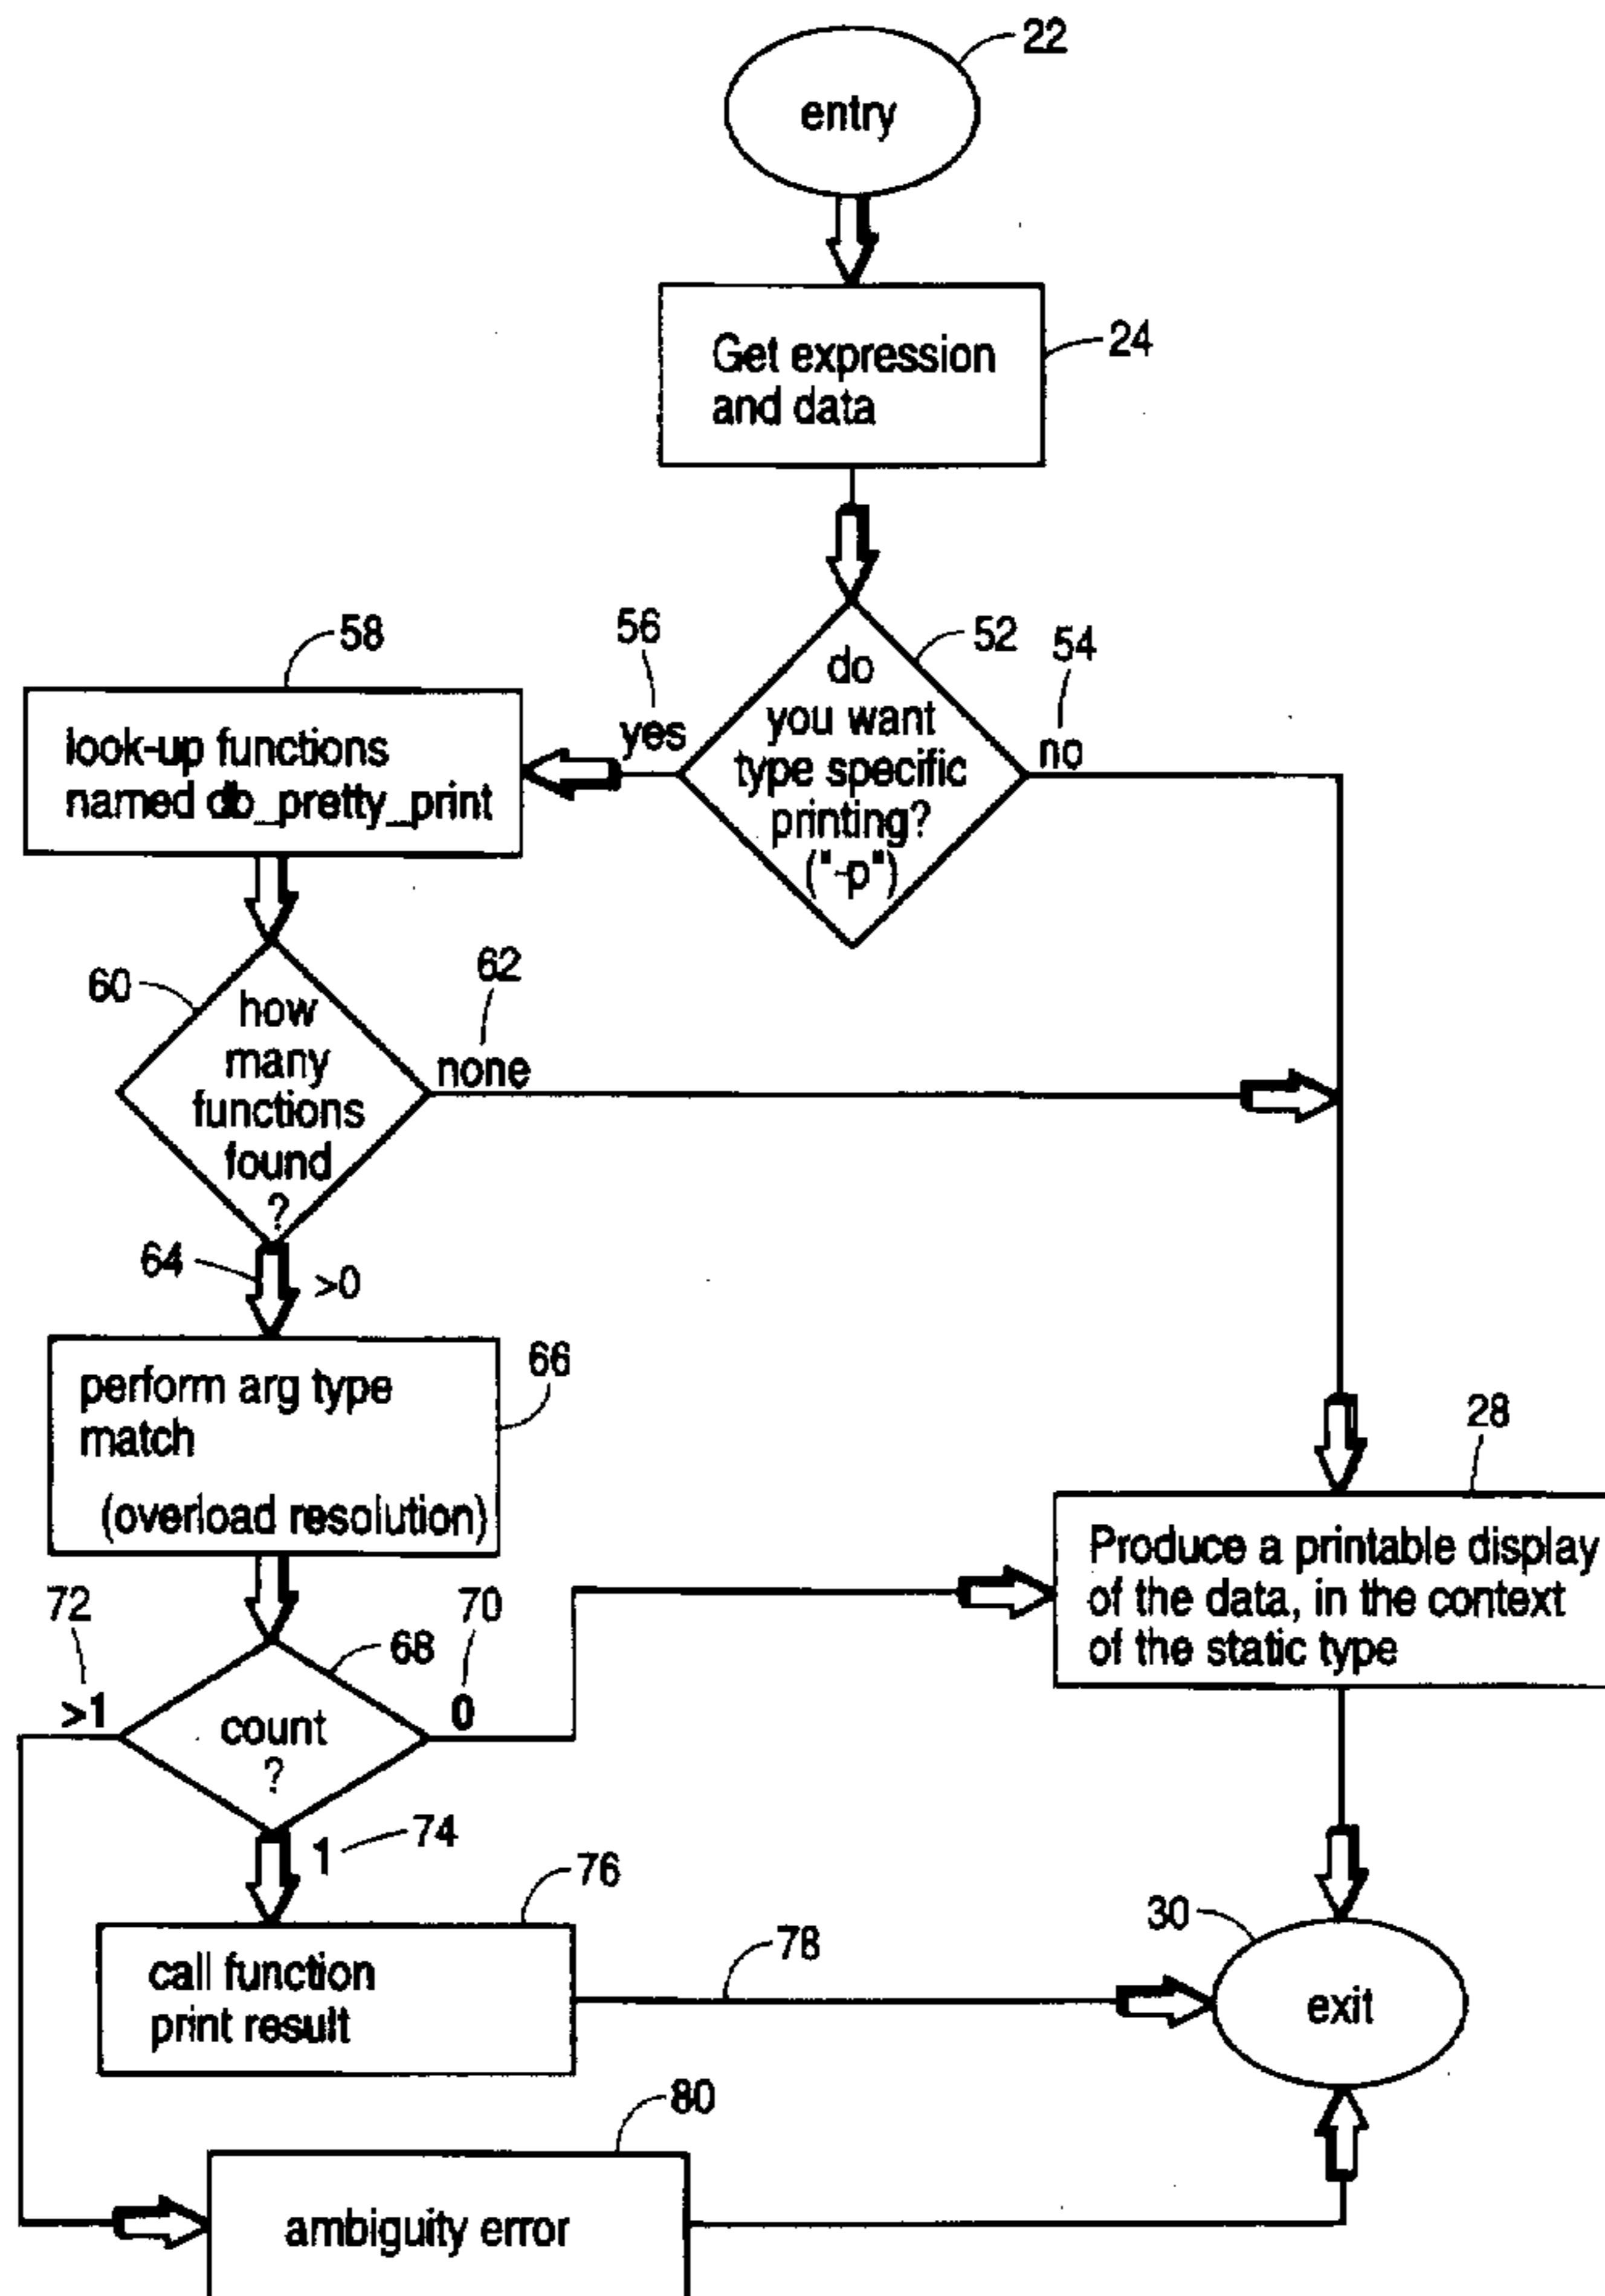 22
entry
24
Get expression
and data
58
56
52
54
do
you want
type specific
printing?
("-p")
yes
no
look-up functions
named db_pretty_print
60
62
how
many
functions
found
?
none
64
>0
66
perform arg type
match
(overload resolution)
28
Produce a printable display
of the data, in the context
of the static type
72
70
68
>1
0
count
?
74
1
76
call function
print result
78
30
exit
80
ambiguity error